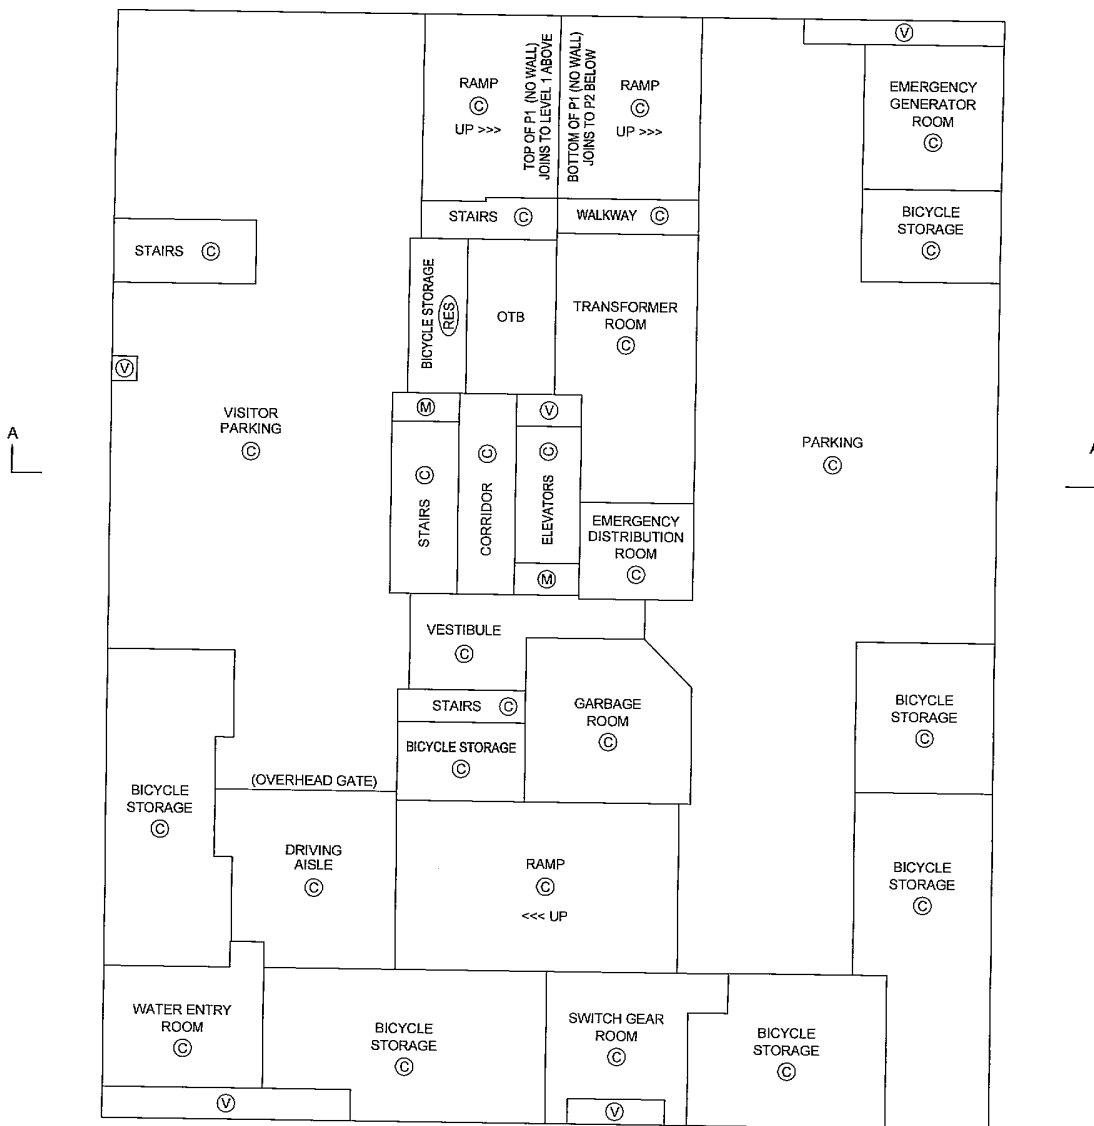 V
RAMP
C
UP >>>
TOP OF P1 (NO WALL)
JOINS TO LEVEL 1 ABOVE
BOTTOM OF P1 (NO WALL)
JOINS TO P2 BELOW
RAMP
C
UP >>>
EMERGENCY
GENERATOR
ROOM
C
STAIRS C
WALKWAY C
BICYCLE
STORAGE
C
STAIRS C
BICYCLE STORAGE
RES
OTB
TRANSFORMER
ROOM
C
V
VISITOR
PARKING
C
M
V
A
A
PARKING
C
STAIRS C
CORRIDOR C
ELEVATORS C
EMERGENCY
DISTRIBUTION
ROOM
C
M
VESTIBULE
C
STAIRS C
GARBAGE
ROOM
C
BICYCLE
STORAGE
C
BICYCLE STORAGE
C
(OVERHEAD GATE)
BICYCLE
STORAGE
C
DRIVING
AISLE
C
RAMP
C
<<< UP
BICYCLE
STORAGE
C
WATER ENTRY
ROOM
C
BICYCLE
STORAGE
C
SWITCH GEAR
ROOM
C
BICYCLE
STORAGE
C
V
V